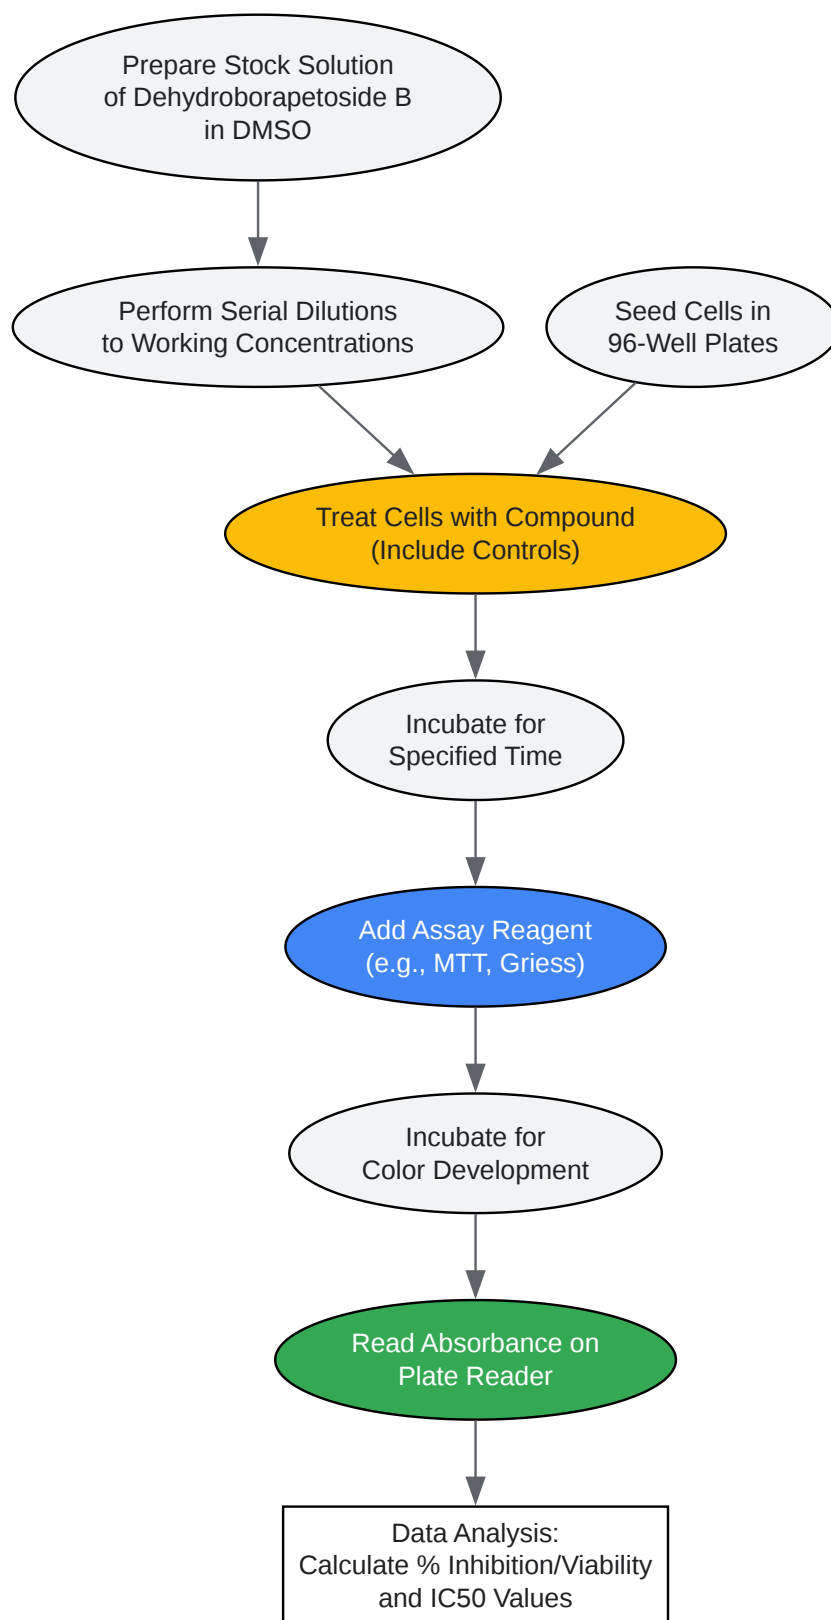 Prepare Stock Solution
of Dehydroborapetoside B
in DMSO
Perform Serial Dilutions
to Working Concentrations
Seed Cells in
96-Well Plates
Treat Cells with Compound
(Include Controls)
Incubate for
Specified Time
Add Assay Reagent
(e.g., MTT, Griess)
Incubate for
Color Development
Read Absorbance on
Plate Reader
Data Analysis:
Calculate % Inhibition/Viability
and IC50 Values